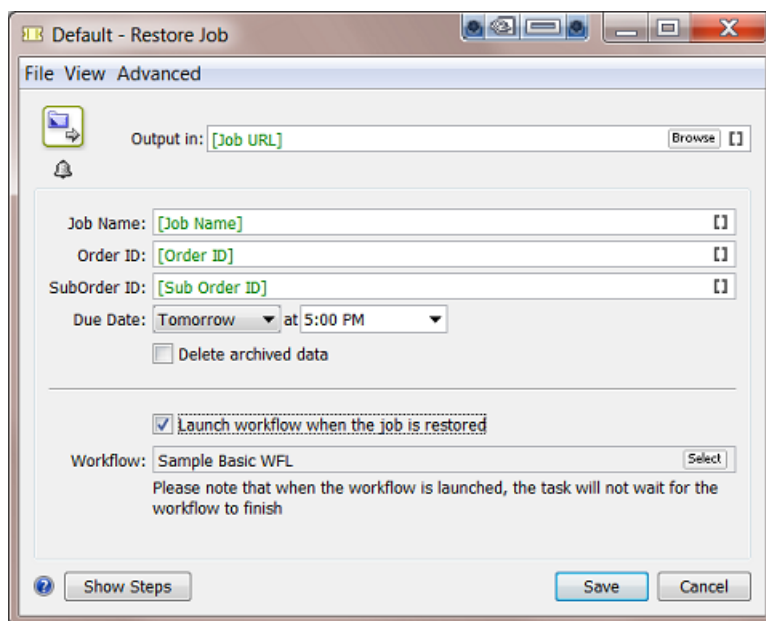 Default - Restore Job
File View Advanced
Output in: [Job URL] Browse []
Job Name: [Job Name] []
Order ID: [Order ID] []
SubOrder ID: [Sub Order ID] []
Due Date: Tomorrow at 5:00 PM
Delete archived data
Launch workflow when the job is restored
Workflow: Sample Basic WFL Select
Please note that when the workflow is launched, the task will not wait for the
workflow to finish
? Show Steps Save Cancel